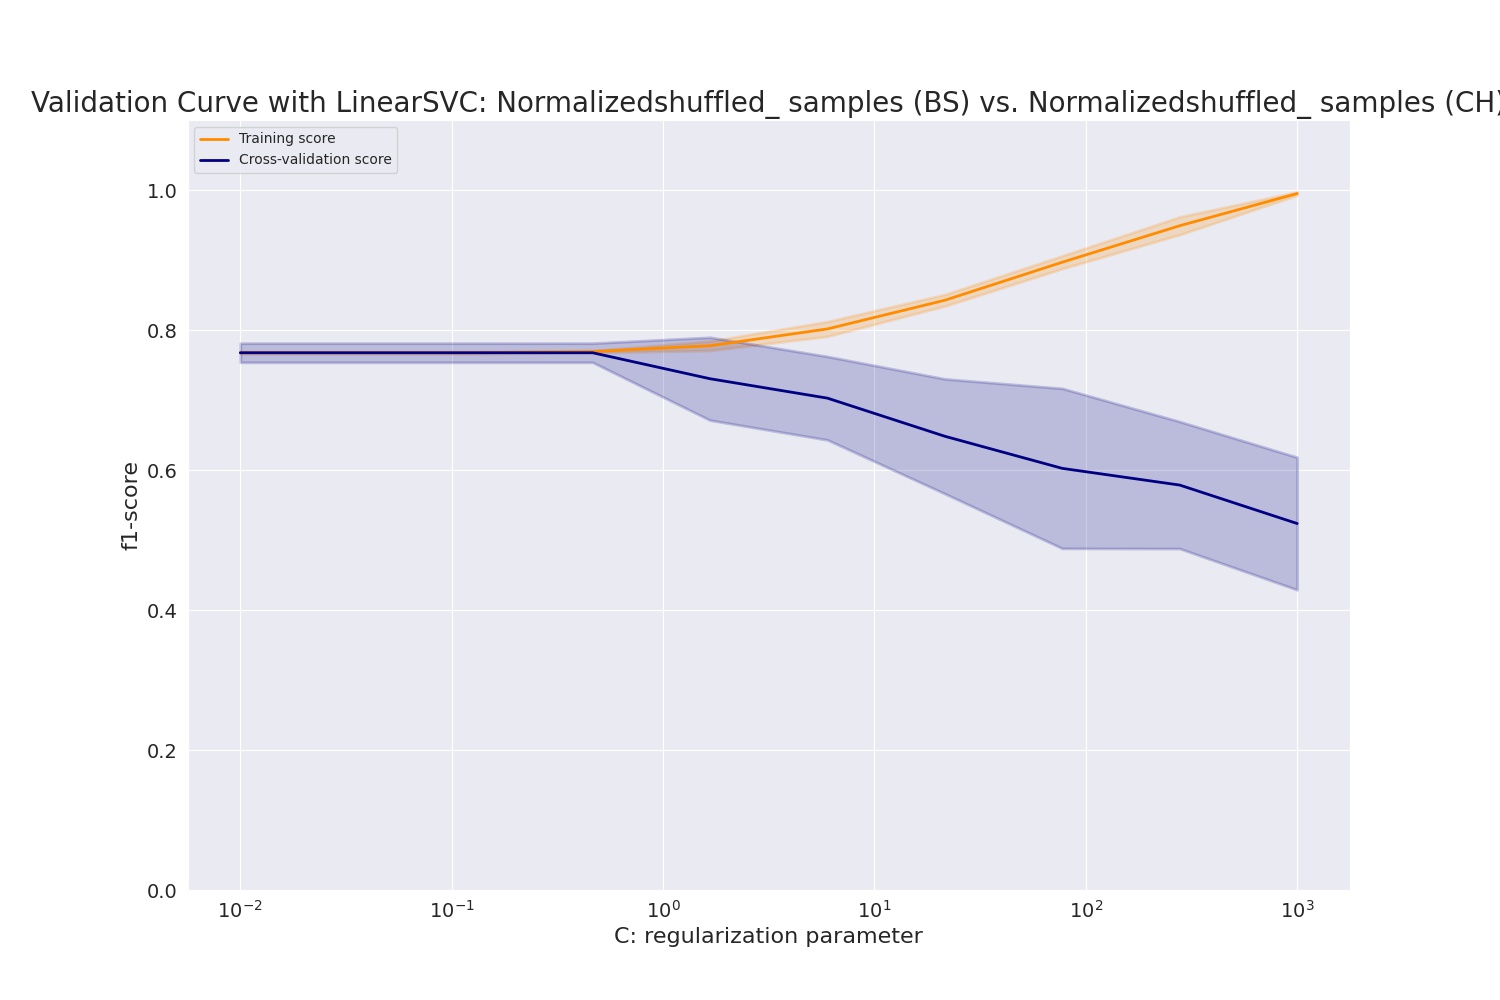 Validation Curve with LinearSVC: Normalizedshuffled_ samples (BS) vs. Normalizedshuffled_ samples (CH)
Training score
Cross-validation score
1.0
0.8
0.6
0.4
0.2
0.0
f1-score
10⁻² 10⁻¹ 10⁰ 10¹ 10² 10³
C: regularization parameter